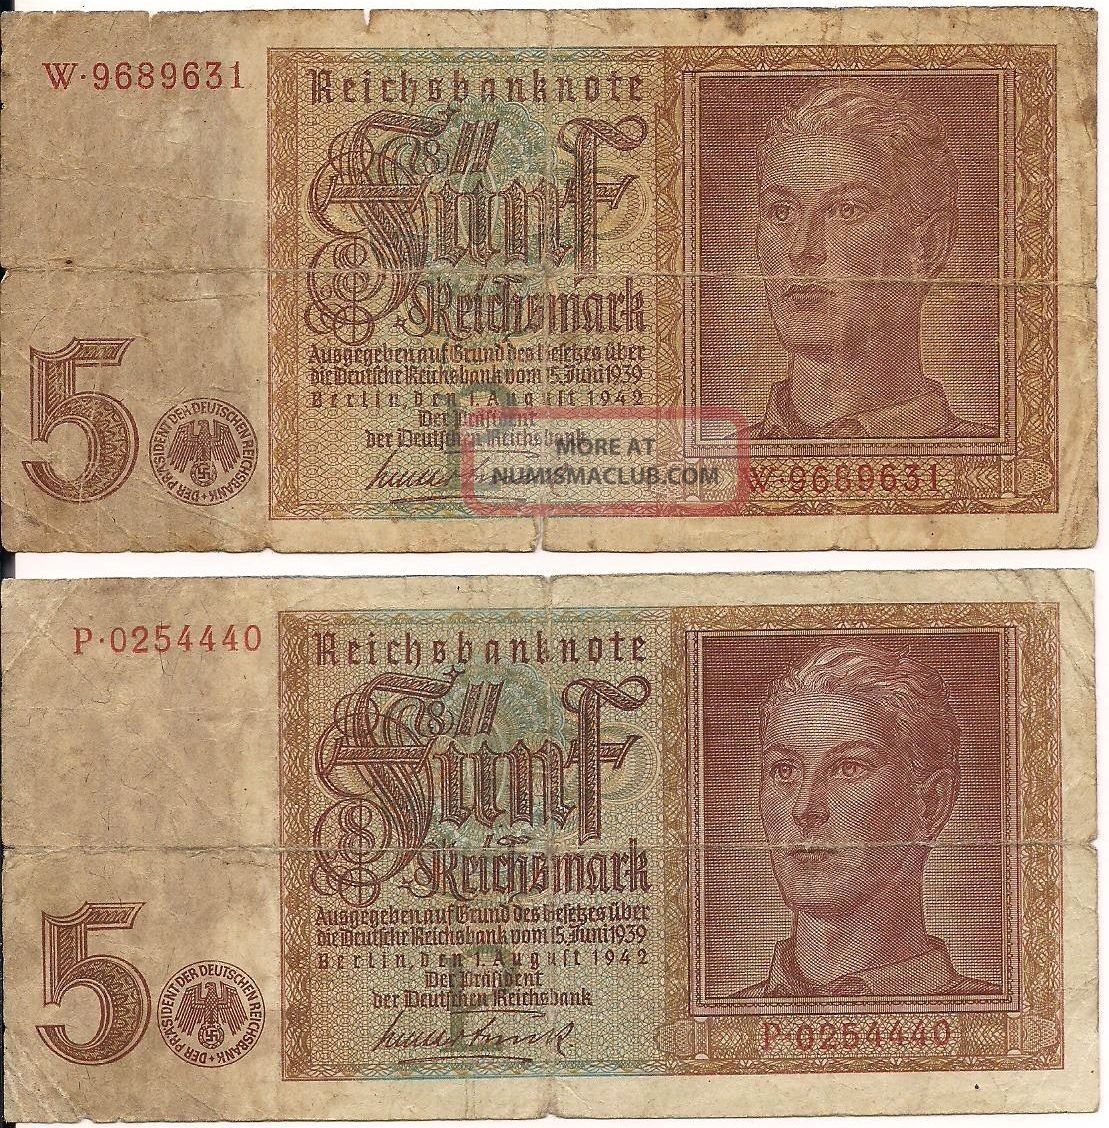 W·9689631
Reichsbanknote
Fünf
Reichsmark
Ausgegeben auf Grund des Gesetzes über
die Deutsche Reichsbank vom 15. Juni 1939
Berlin, den 1. August 1942
Der Präsident
der Deutschen Reichsbank
5
DER PRÄSIDENT DER DEUTSCHEN REICHSBANK
MORE AT
NUMISMACLUB.COM
W·9689631
P·0254440
Reichsbanknote
Fünf
Reichsmark
Ausgegeben auf Grund des Gesetzes über
die Deutsche Reichsbank vom 15. Juni 1939
Berlin, den 1. August 1942
Der Präsident
der Deutschen Reichsbank
Walther Funk
5
DER PRÄSIDENT DER DEUTSCHEN REICHSBANK
P·0254440